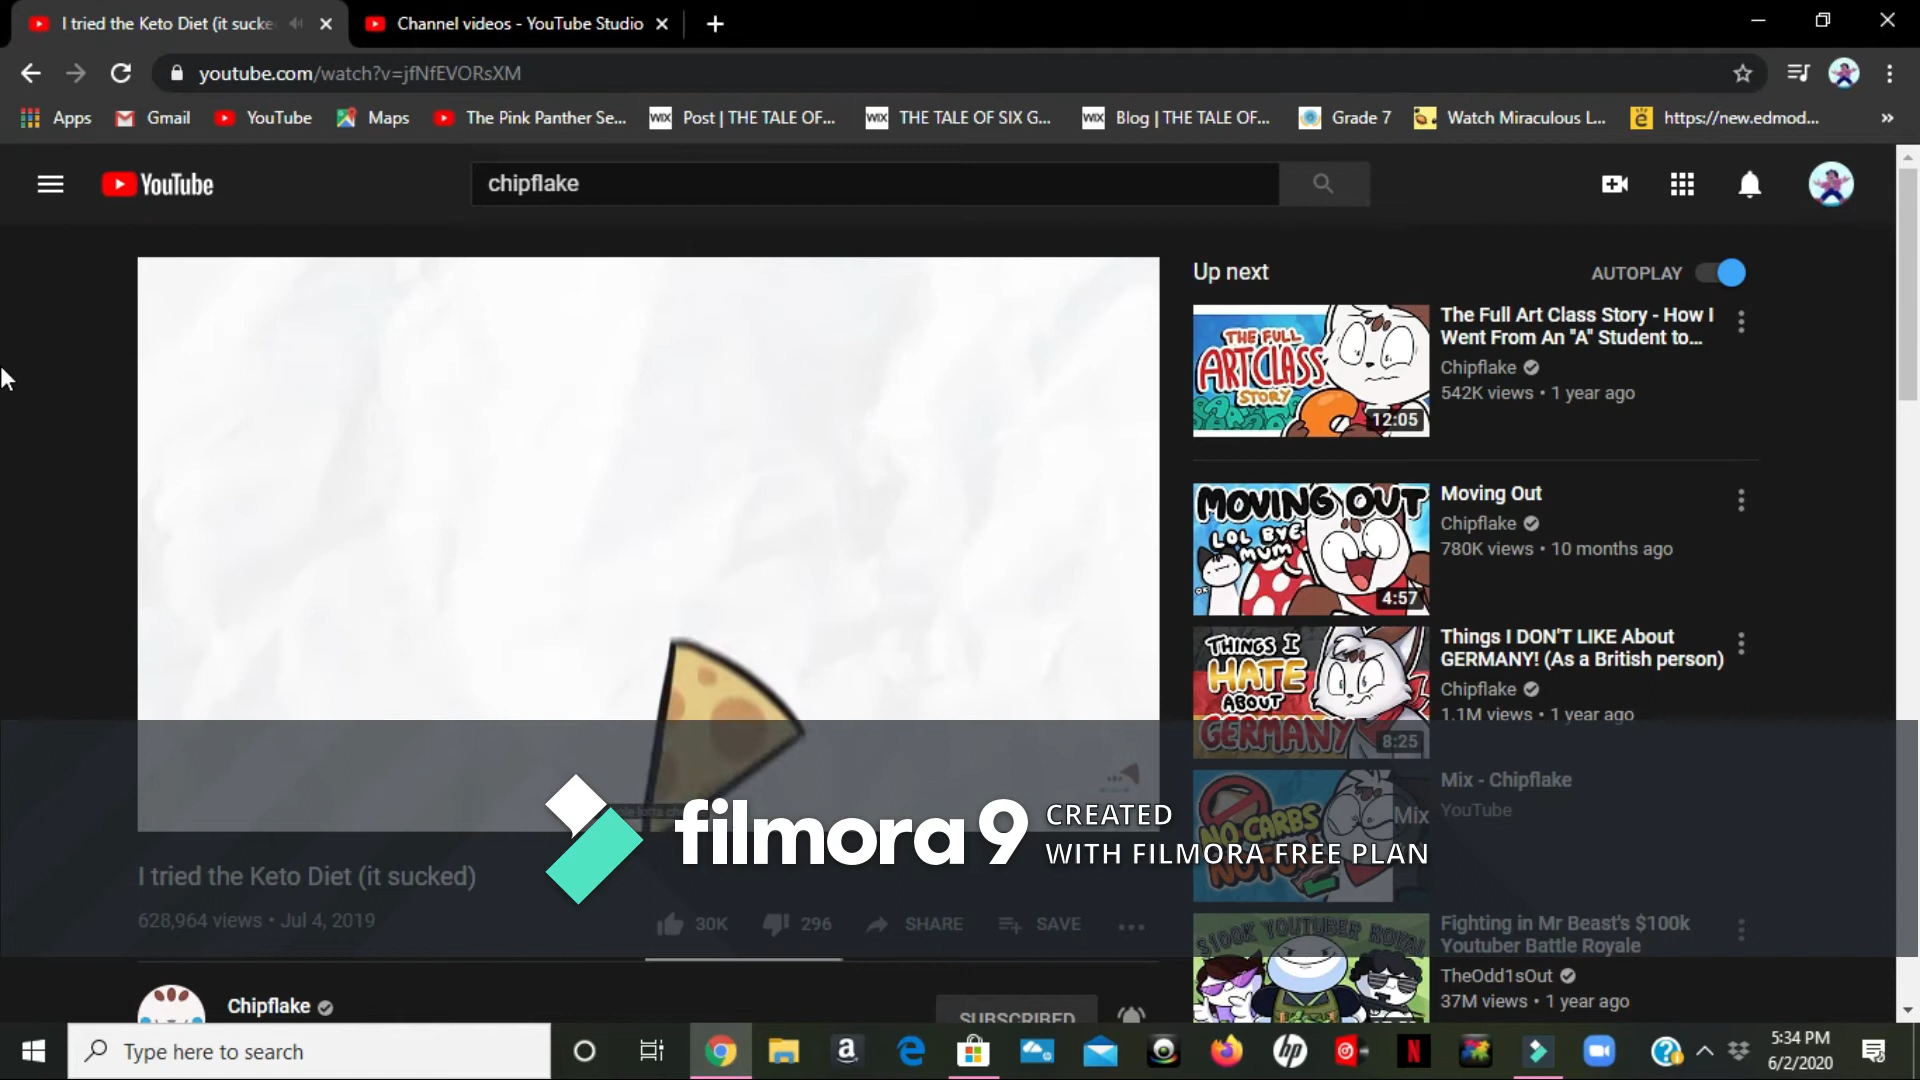 I tried the Keto Diet (it sucke
Channel videos - YouTube Studio
youtube.com/watch?v=jfNfEVORsXM
Apps
Gmail
YouTube
Maps
The Pink Panther Se...
WIX
Post | THE TALE OF...
WIX
THE TALE OF SIX G...
WIX
Blog | THE TALE OF...
Grade 7
Watch Miraculous L...
https://new.edmod...
YouTube
chipflake
Up next
AUTOPLAY
THE FULL
ART CLASS
STORY
12:05
The Full Art Class Story - How I
Went From An "A" Student to...
Chipflake
542K views • 1 year ago
MOVING OUT
LOL BYE
MUM
4:57
Moving Out
Chipflake
780K views • 10 months ago
THINGS I
HATE
ABOUT
GERMANY
8:25
Things I DON'T LIKE About
GERMANY! (As a British person)
Chipflake
1.1M views • 1 year ago
NO CARBS
NO FUN
Mix
Mix - Chipflake
YouTube
filmora 9
CREATED
WITH FILMORA FREE PLAN
I tried the Keto Diet (it sucked)
628,964 views • Jul 4, 2019
30K
296
SHARE
SAVE
$100K YOUTUBER ROYAL
Fighting in Mr Beast's $100k
Youtuber Battle Royale
TheOdd1sOut
37M views • 1 year ago
Chipflake
SUBSCRIBED
Type here to search
5:34 PM
6/2/2020